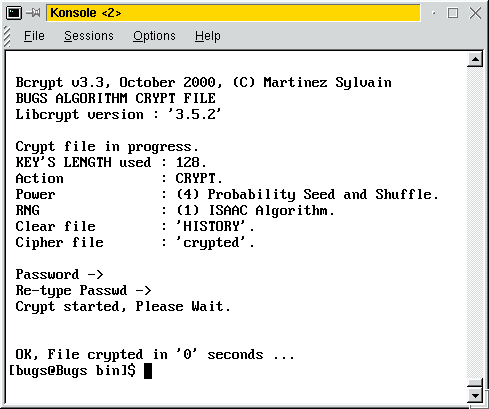 Konsole <2>
File Sessions Options Help
Bcrypt v3.3, October 2000, (C) Martinez Sylvain
BUGS ALGORITHM CRYPT FILE
Libcrypt version : '3.5.2'
Crypt file in progress.
KEY'S LENGTH used : 128.
Action : CRYPT.
Power : (4) Probability Seed and Shuffle.
RNG : (1) ISAAC Algorithm.
Clear file : 'HISTORY'.
Cipher file : 'crypted'.
Password ->
Re-type Passwd ->
Crypt started, Please Wait.
OK, File crypted in '0' seconds ...
[bugs@Bugs bin]$